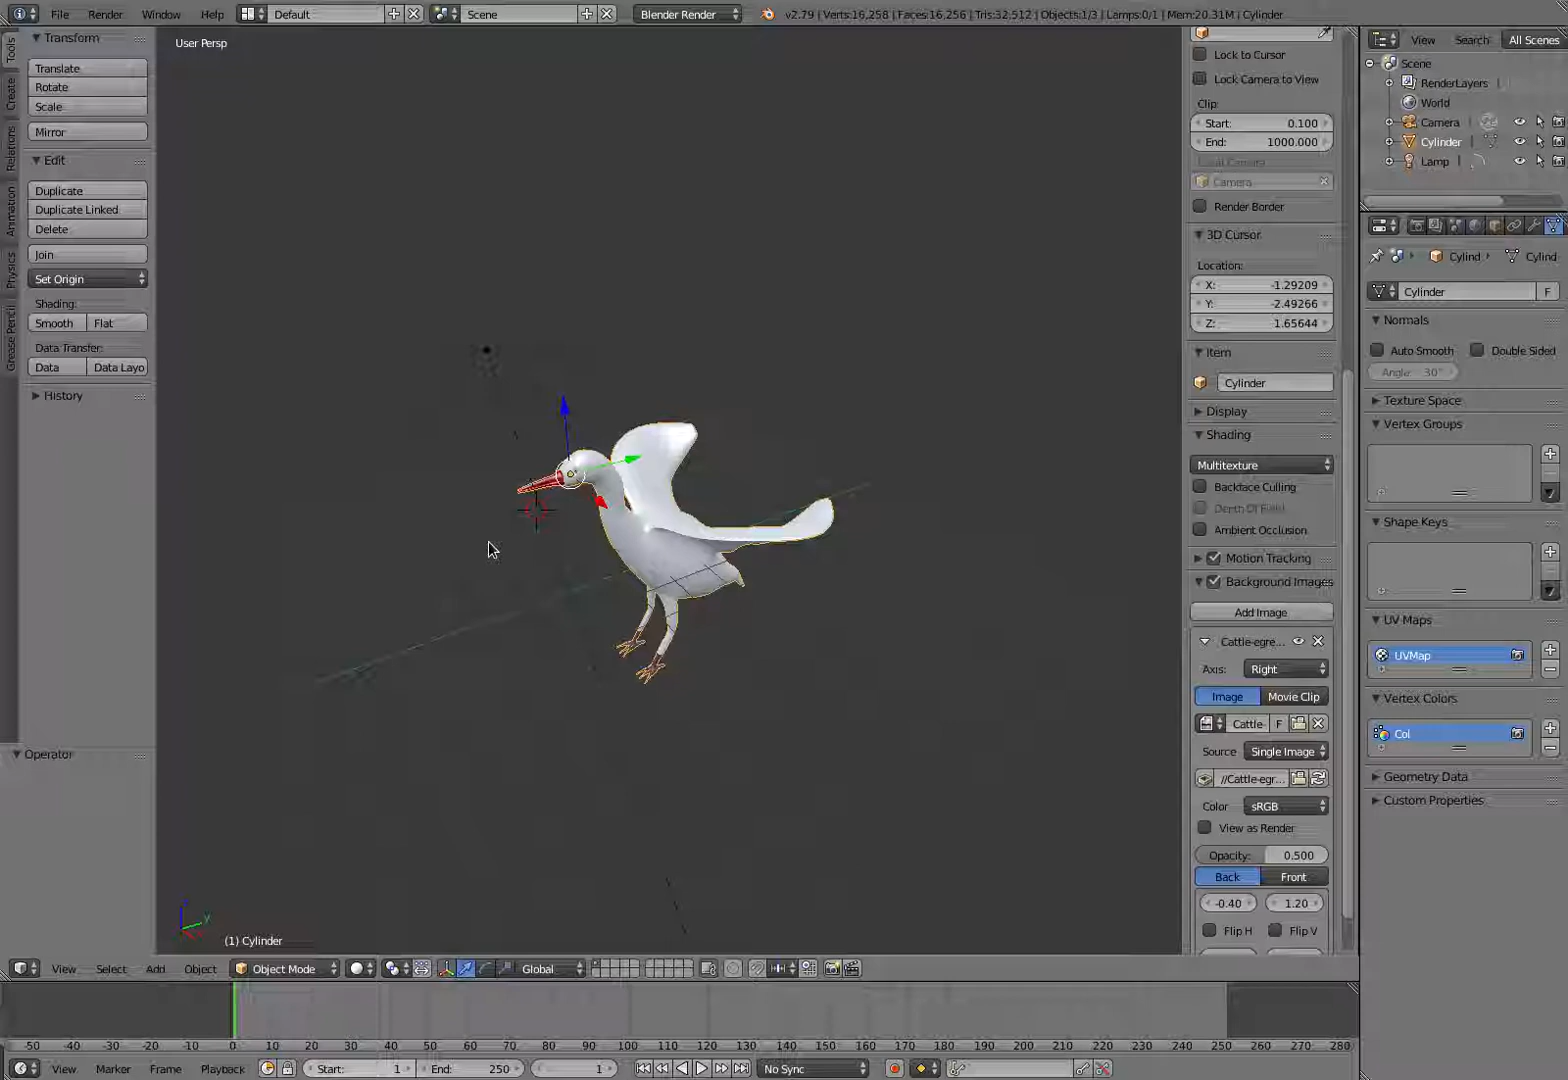 File Render Window Help Default Scene Blender Render v2.79 | Verts:16,258 | Faces:16,256 | Tris:32,512 | Objects:1/3 | Lamps:0/1 | Mem:20.31M | Cylinder
Tools
Create
Relations
Animation
Physics
Grease Pencil
Transform
Translate
Rotate
Scale
Mirror
Edit
Duplicate
Duplicate Linked
Delete
Join
Set Origin
Shading:
Smooth Flat
Data Transfer:
Data Data Layo
History
Operator
User Persp
(1) Cylinder
Lock to Cursor
Lock Camera to View
Clip:
Start: 0.100
End: 1000.000
Local Camera
Camera
Render Border
3D Cursor
Location:
X: -1.29209
Y: -2.49266
Z: 1.65644
Item
Cylinder
Display
Shading
Multitexture
Backface Culling
Depth Of Field
Ambient Occlusion
Motion Tracking
Background Images
Add Image
Cattle-egre...
Axis: Right
Image Movie Clip
Cattle- F
Source Single Image
//Cattle-egr...
Color sRGB
View as Render
Opacity: 0.500
Back Front
-0.40 1.20
Flip H Flip V
View Search All Scenes
Scene
RenderLayers
World
Camera
Cylinder
Lamp
Cylind Cylind
Cylinder F
Normals
Auto Smooth Double Sided
Angle: 30°
Texture Space
Vertex Groups
Shape Keys
UV Maps
UVMap
Vertex Colors
Col
Geometry Data
Custom Properties
View Select Add Object Object Mode Global
-50 -40 -30 -20 -10 0 10 20 30 40 50 60 70 80 90 100 110 120 130 140 150 160 170 180 190 200 210 220 230 240 250 260 270 280
View Marker Frame Playback Start: 1 End: 250 1 No Sync